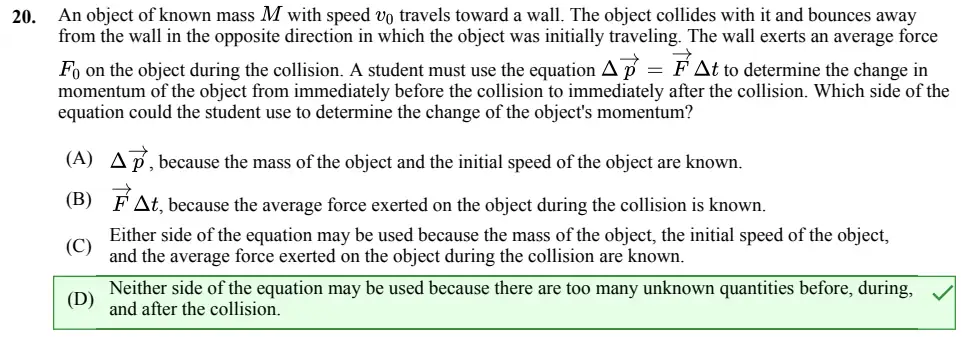 20. An object of known mass M with speed v₀ travels toward a wall. The object collides with it and bounces away
from the wall in the opposite direction in which the object was initially traveling. The wall exerts an average force
F₀ on the object during the collision. A student must use the equation Δp⃗ = F⃗Δt to determine the change in
momentum of the object from immediately before the collision to immediately after the collision. Which side of the
equation could the student use to determine the change of the object's momentum?
(A) Δp⃗, because the mass of the object and the initial speed of the object are known.
(B) F⃗Δt, because the average force exerted on the object during the collision is known.
(C) Either side of the equation may be used because the mass of the object, the initial speed of the object,
and the average force exerted on the object during the collision are known.
(D) Neither side of the equation may be used because there are too many unknown quantities before, during,
and after the collision.